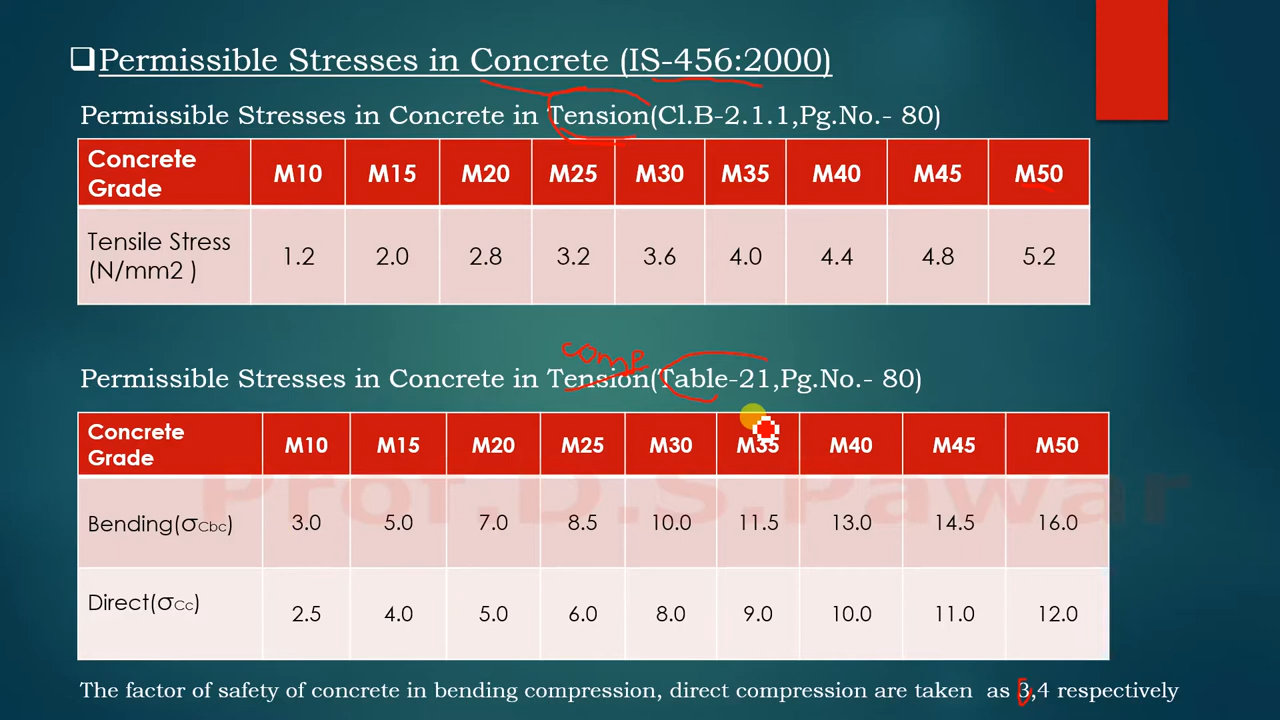 ❑Permissible Stresses in Concrete (IS-456:2000)
Permissible Stresses in Concrete in Tension(Cl.B-2.1.1,Pg.No.- 80)
Concrete Grade M10 M15 M20 M25 M30 M35 M40 M45 M50
Tensile Stress (N/mm2 ) 1.2 2.0 2.8 3.2 3.6 4.0 4.4 4.8 5.2
comp
Permissible Stresses in Concrete in Tension(Table-21,Pg.No.- 80)
Concrete Grade M10 M15 M20 M25 M30 M35 M40 M45 M50
Prof.D.S.Pawar
Bending(σCbc) 3.0 5.0 7.0 8.5 10.0 11.5 13.0 14.5 16.0
Direct(σCc) 2.5 4.0 5.0 6.0 8.0 9.0 10.0 11.0 12.0
The factor of safety of concrete in bending compression, direct compression are taken as 3,4 respectively